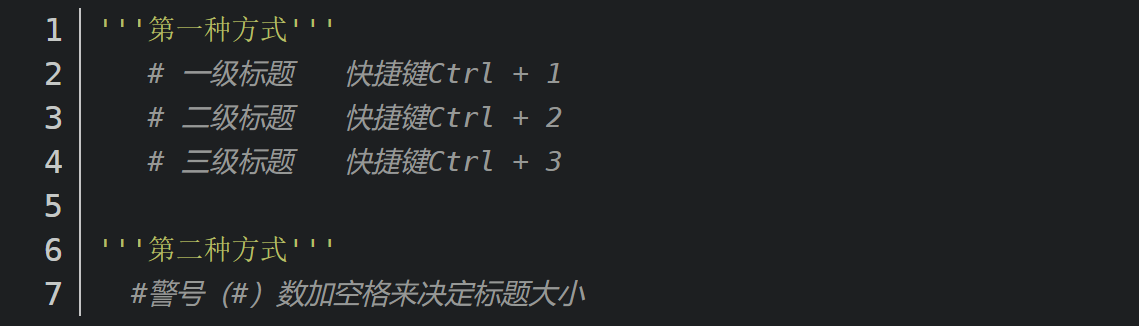 1 '''第一种方式'''
2 # 一级标题 快捷键Ctrl + 1
3 # 二级标题 快捷键Ctrl + 2
4 # 三级标题 快捷键Ctrl + 3
5
6 '''第二种方式'''
7 #警号（#）数加空格来决定标题大小